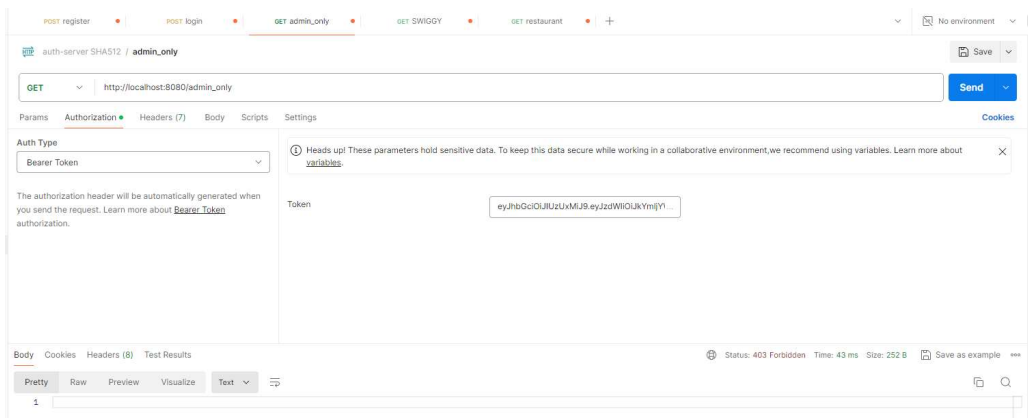 POST register POST login GET admin_only GET SWIGGY GET restaurant + No environment
HTTP auth-server SHA512 / admin_only Save
GET http://localhost:8080/admin_only Send
Params Authorization Headers (7) Body Scripts Settings Cookies
Auth Type
Bearer Token
Heads up! These parameters hold sensitive data. To keep this data secure while working in a collaborative environment,we recommend using variables. Learn more about
variables.
The authorization header will be automatically generated when
you send the request. Learn more about Bearer Token
authorization.
Token
Body Cookies Headers (8) Test Results Status: 403 Forbidden Time: 43 ms Size: 252 B Save as example
Pretty Raw Preview Visualize Text
1